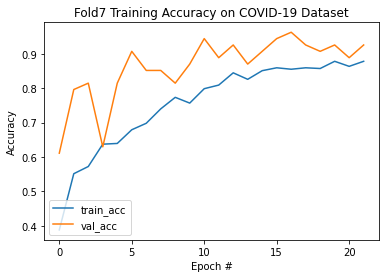 Fold7 Training Accuracy on COVID-19 Dataset
Accuracy
0.9
0.8
0.7
0.6
0.5
0.4
train_acc
val_acc
0 5 10 15 20
Epoch #